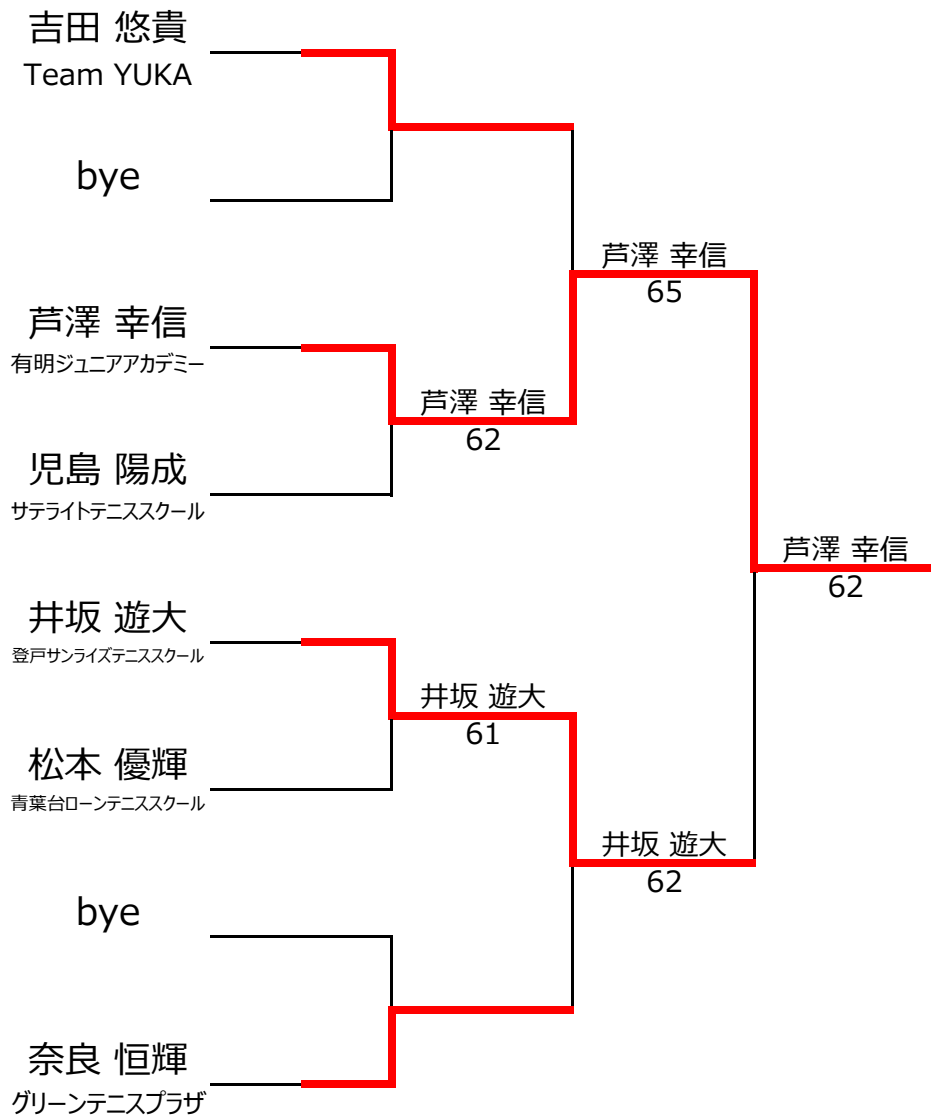 吉田 悠貴
Team YUKA
bye
芦澤 幸信
65
芦澤 幸信
有明ジュニアアカデミー
芦澤 幸信
62
児島 陽成
サテライトテニススクール
芦澤 幸信
62
井坂 遊大
登戸サンライズテニススクール
井坂 遊大
61
松本 優輝
青葉台ローンテニススクール
井坂 遊大
62
bye
奈良 恒輝
グリーンテニスプラザ